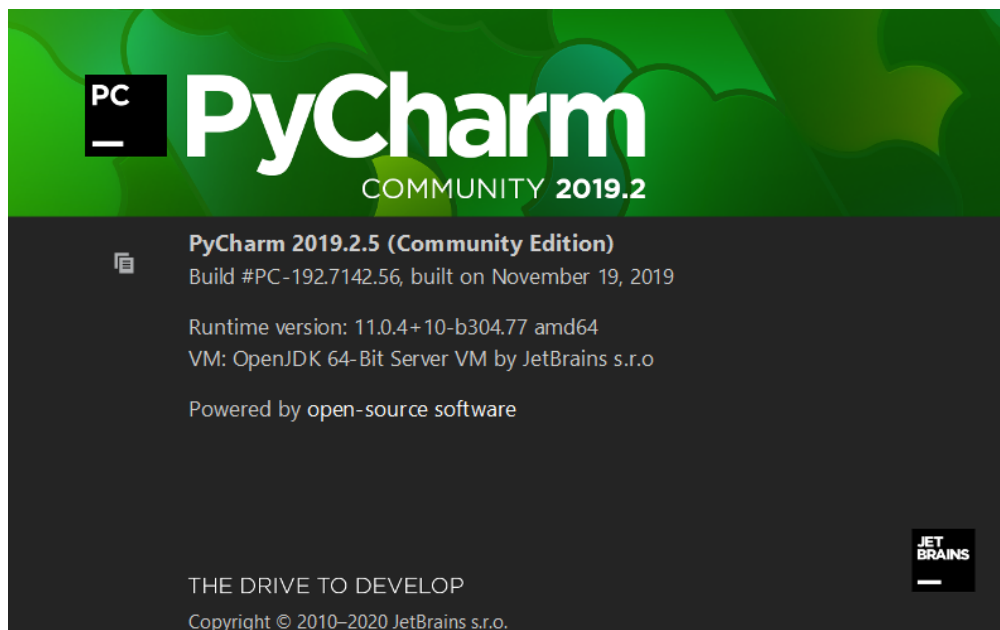 PC
PyCharm
COMMUNITY 2019.2
PyCharm 2019.2.5 (Community Edition)
Build #PC-192.7142.56, built on November 19, 2019
Runtime version: 11.0.4+10-b304.77 amd64
VM: OpenJDK 64-Bit Server VM by JetBrains s.r.o
Powered by open-source software
JET
BRAINS
THE DRIVE TO DEVELOP
Copyright © 2010–2020 JetBrains s.r.o.